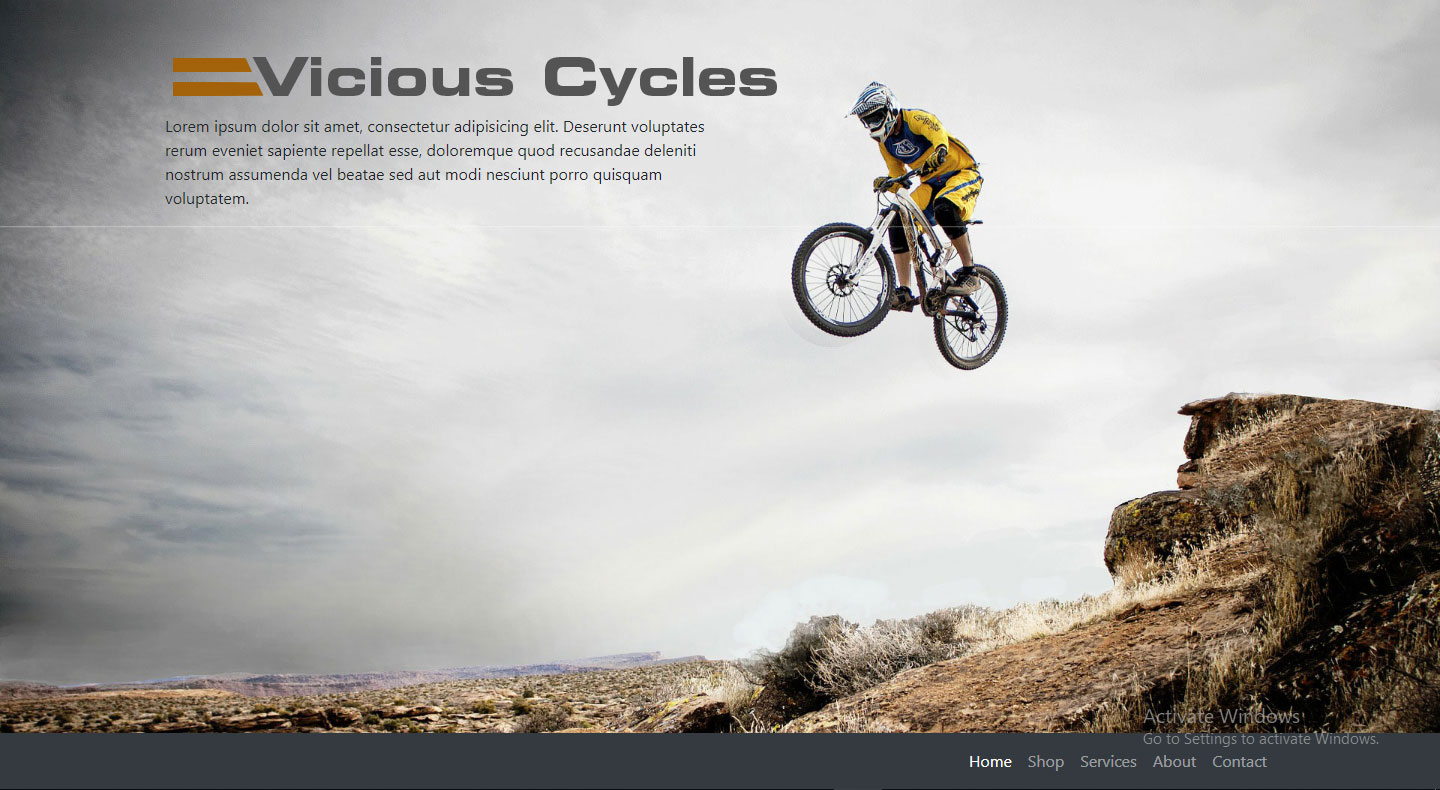 Vicious Cycles
Lorem ipsum dolor sit amet, consectetur adipisicing elit. Deserunt voluptates
rerum eveniet sapiente repellat esse, doloremque quod recusandae deleniti
nostrum assumenda vel beatae sed aut modi nesciunt porro quisquam
voluptatem.
Activate Windows
Go to Settings to activate Windows.
Home Shop Services About Contact